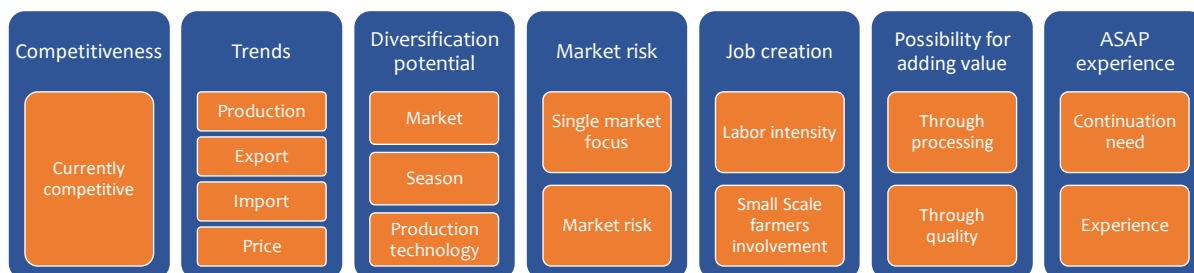 Competitiveness
Currently
competitive
Trends
Production
Export
Import
Price
Diversification
potential
Market
Season
Production
technology
Market risk
Single market
focus
Market risk
Job creation
Labor intensity
Small Scale
farmers
involvement
Possibility for
adding value
Through
processing
Through
quality
ASAP
experience
Continuation
need
Experience